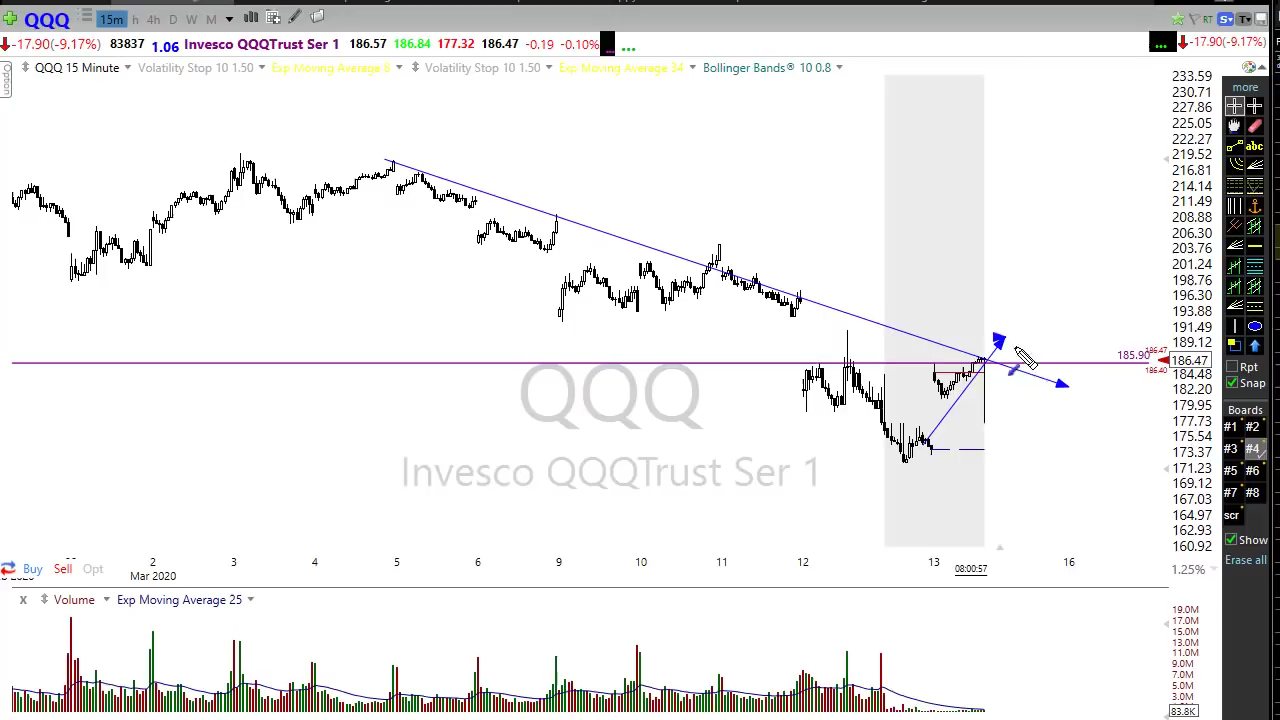 QQQ 15m h 4h D W M RT S T
-17.90 (-9.17%) 83837 1.06 Invesco QQQTrust Ser 1 186.57 186.84 177.32 186.47 -0.19 -0.10% ... ... -17.90(-9.17%)
Option
QQQ 15 Minute Volatility Stop 10 1.50 Exp Moving Average 8 Volatility Stop 10 1.50 Exp Moving Average 34 Bollinger Bands® 10 0.8
233.59
230.71
227.86
225.05
222.27
219.52
216.81
214.14
211.49
208.88
206.30
203.76
201.24
198.76
196.30
193.88
191.49
189.12
185.90 186.47
186.47
186.40
184.48
182.20
179.95
177.73
175.54
173.37
171.23
169.12
167.03
164.97
162.93
160.92
QQQ
Invesco QQQTrust Ser 1
more
abc
Rpt
Snap
Boards
#1 #2
#3 #4
#5 #6
#7 #8
scr
Show
Erase all
2 3 4 5 6 9 10 11 12 13 16
Buy Sell Opt Mar 2020 08:00:57 1.25%
X Volume Exp Moving Average 25
19.0M
17.0M
15.0M
13.0M
11.0M
9.0M
7.0M
5.0M
3.0M
83.8K